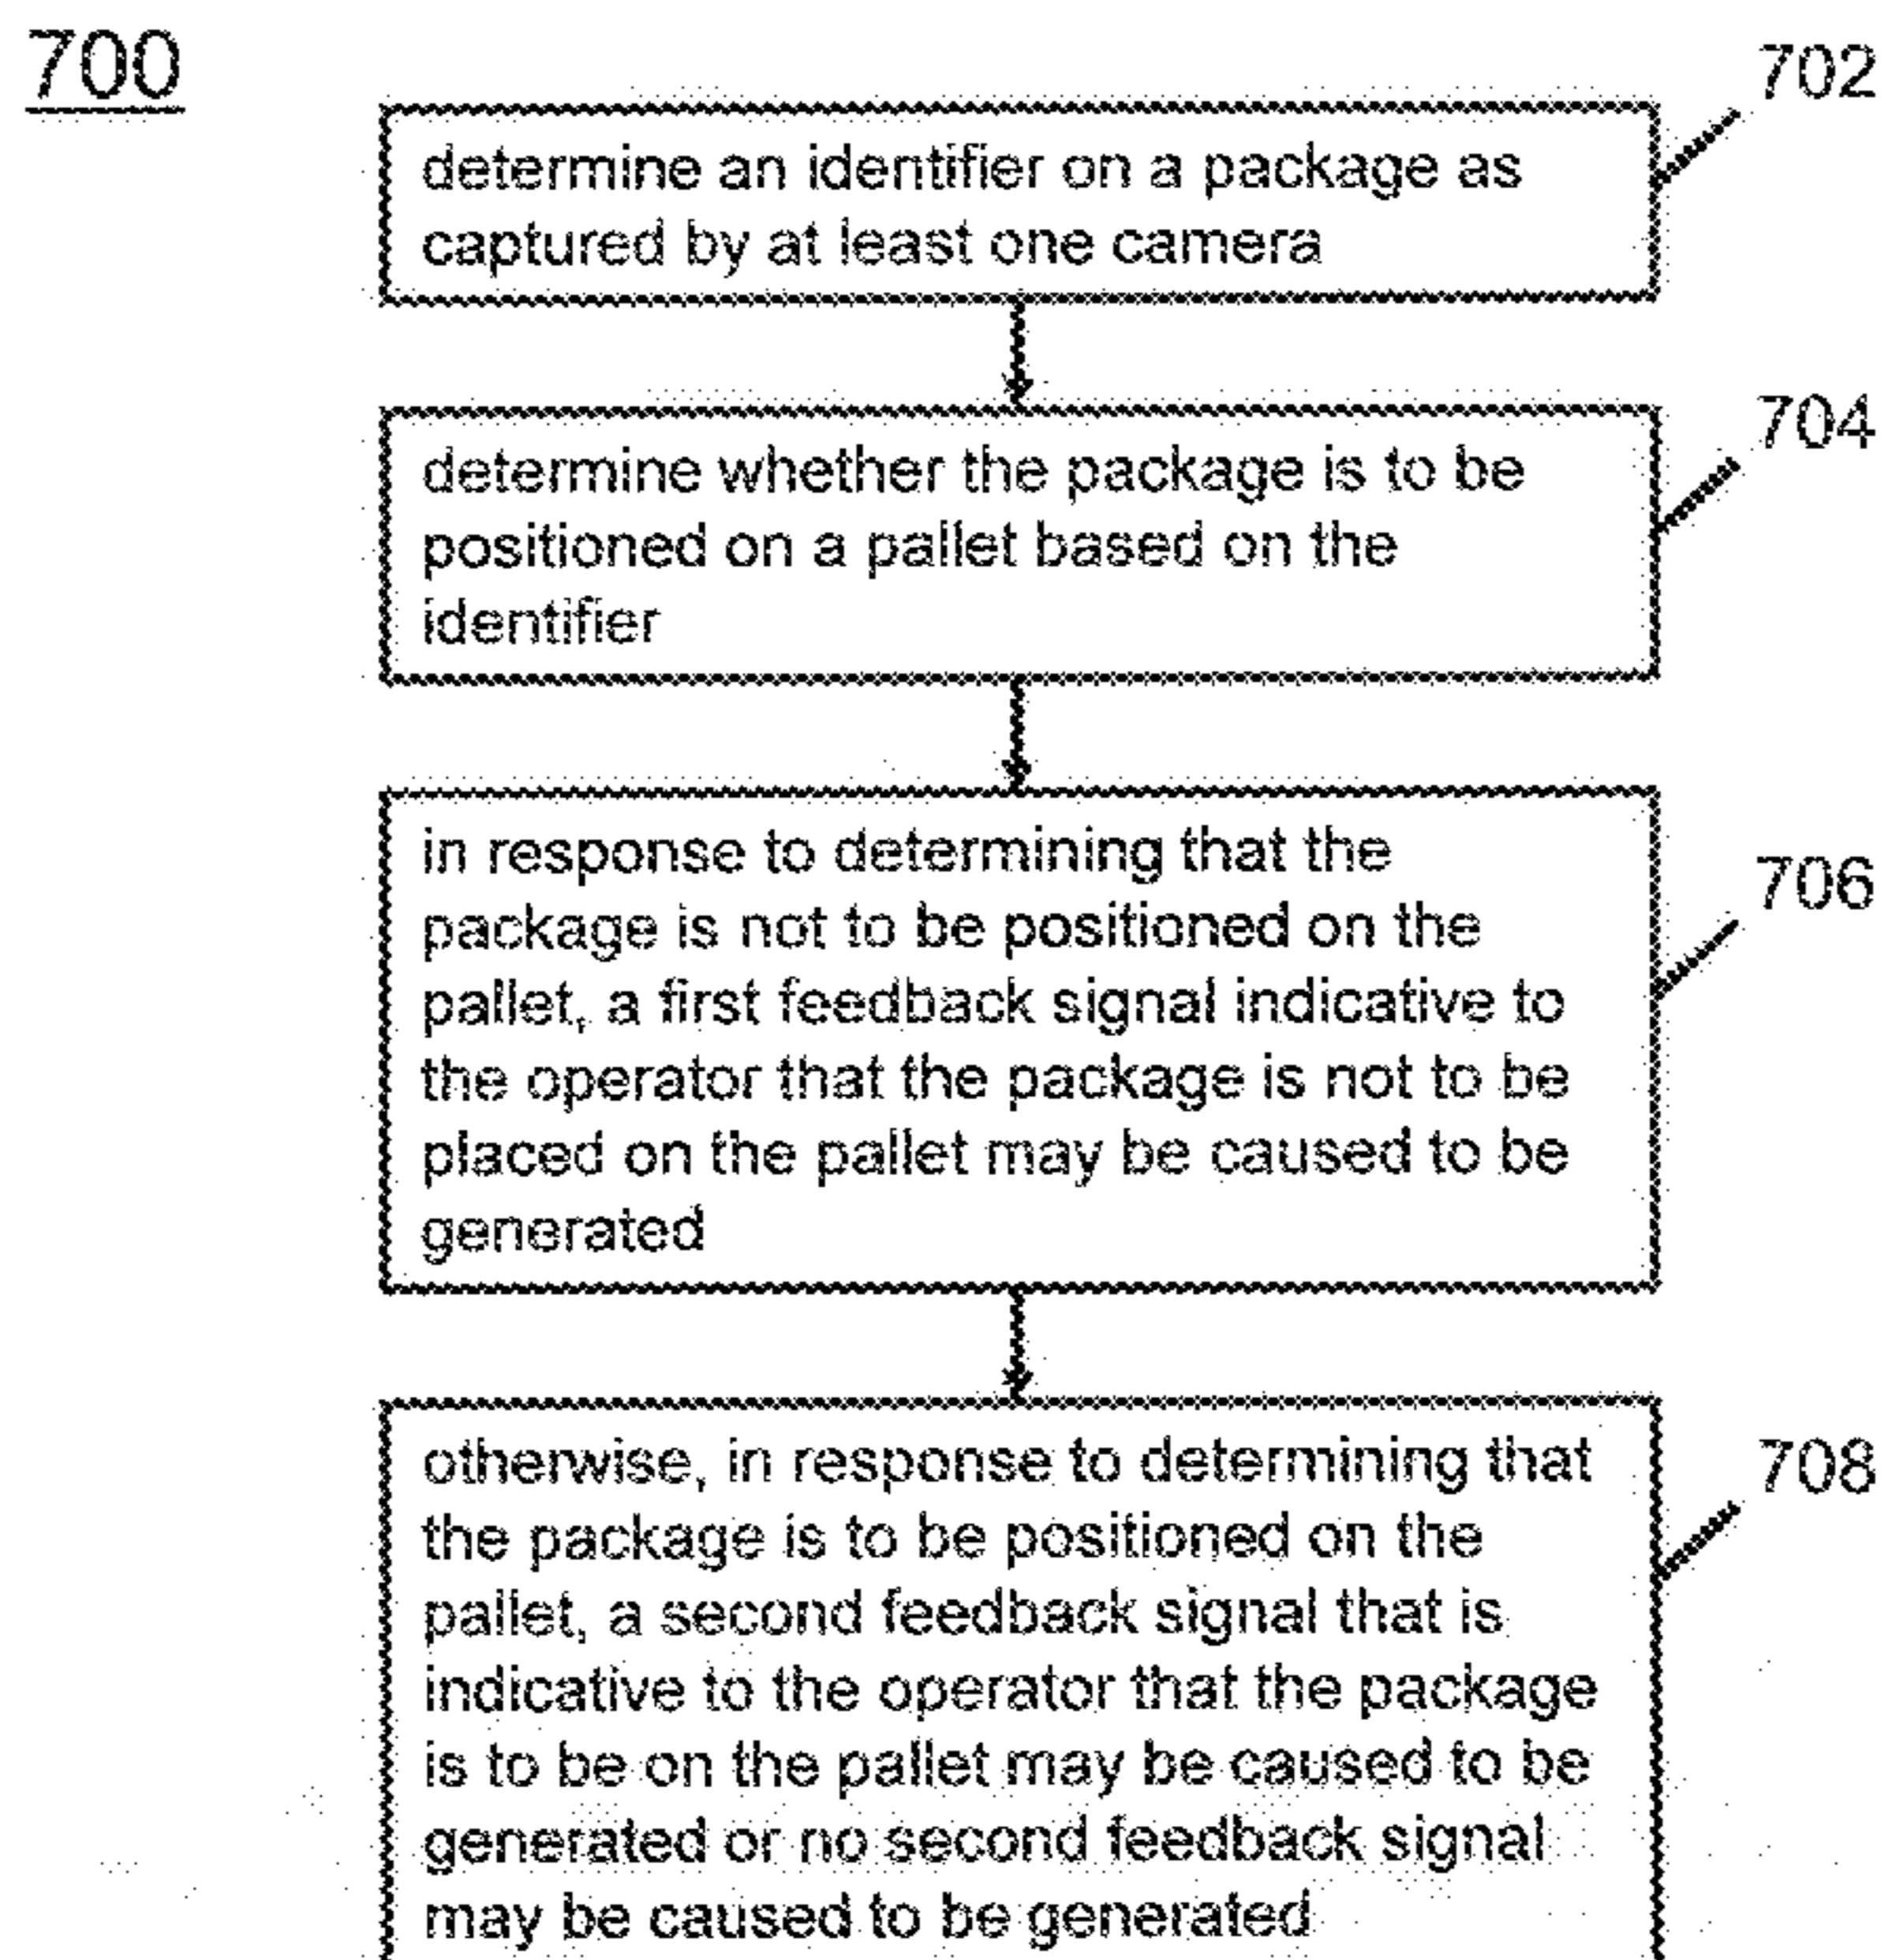 700
702
determine an identifier on a package as
captured by at least one camera
704
determine whether the package is to be
positioned on a pallet based on the
identifier
706
in response to determining that the
package is not to be positioned on the
pallet, a first feedback signal indicative to
the operator that the package is not to be
placed on the pallet may be caused to be
generated
708
otherwise, in response to determining that
the package is to be positioned on the
pallet, a second feedback signal that is
indicative to the operator that the package
is to be on the pallet may be caused to be
generated or no second feedback signal
may be caused to be generated